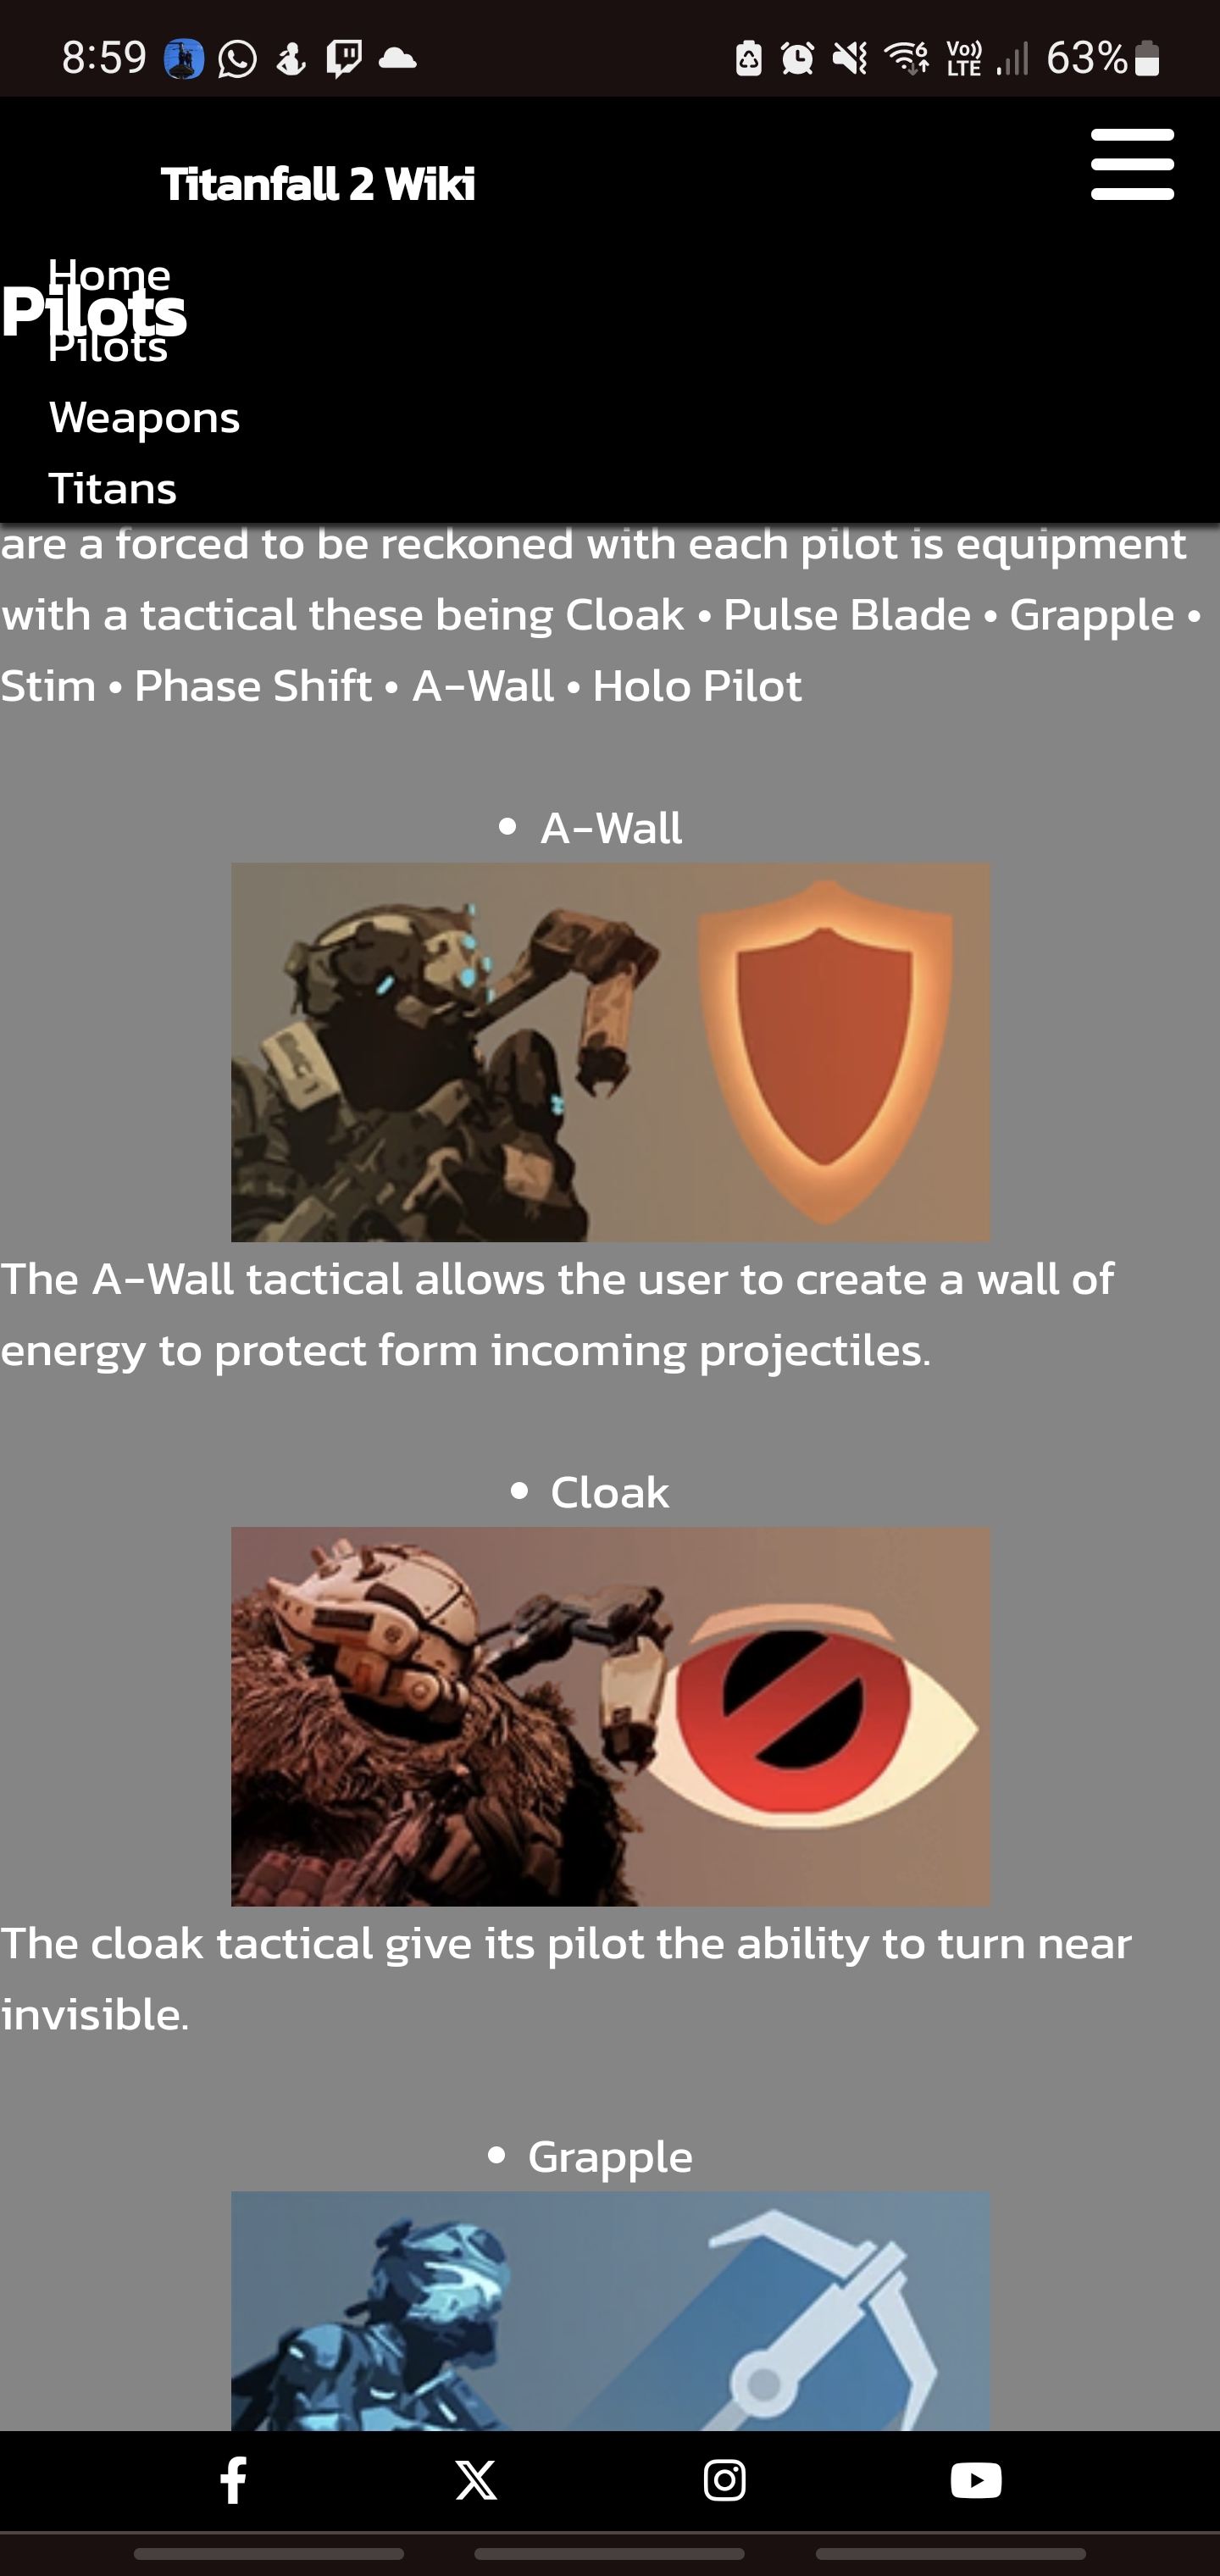 8:59
Vo)) LTE
63%
Titanfall 2 Wiki
Home
Pilots
Pilots
Weapons
Titans
are a forced to be reckoned with each pilot is equipment
with a tactical these being Cloak • Pulse Blade • Grapple •
Stim • Phase Shift • A-Wall • Holo Pilot
• A-Wall
The A-Wall tactical allows the user to create a wall of
energy to protect form incoming projectiles.
• Cloak
The cloak tactical give its pilot the ability to turn near
invisible.
• Grapple